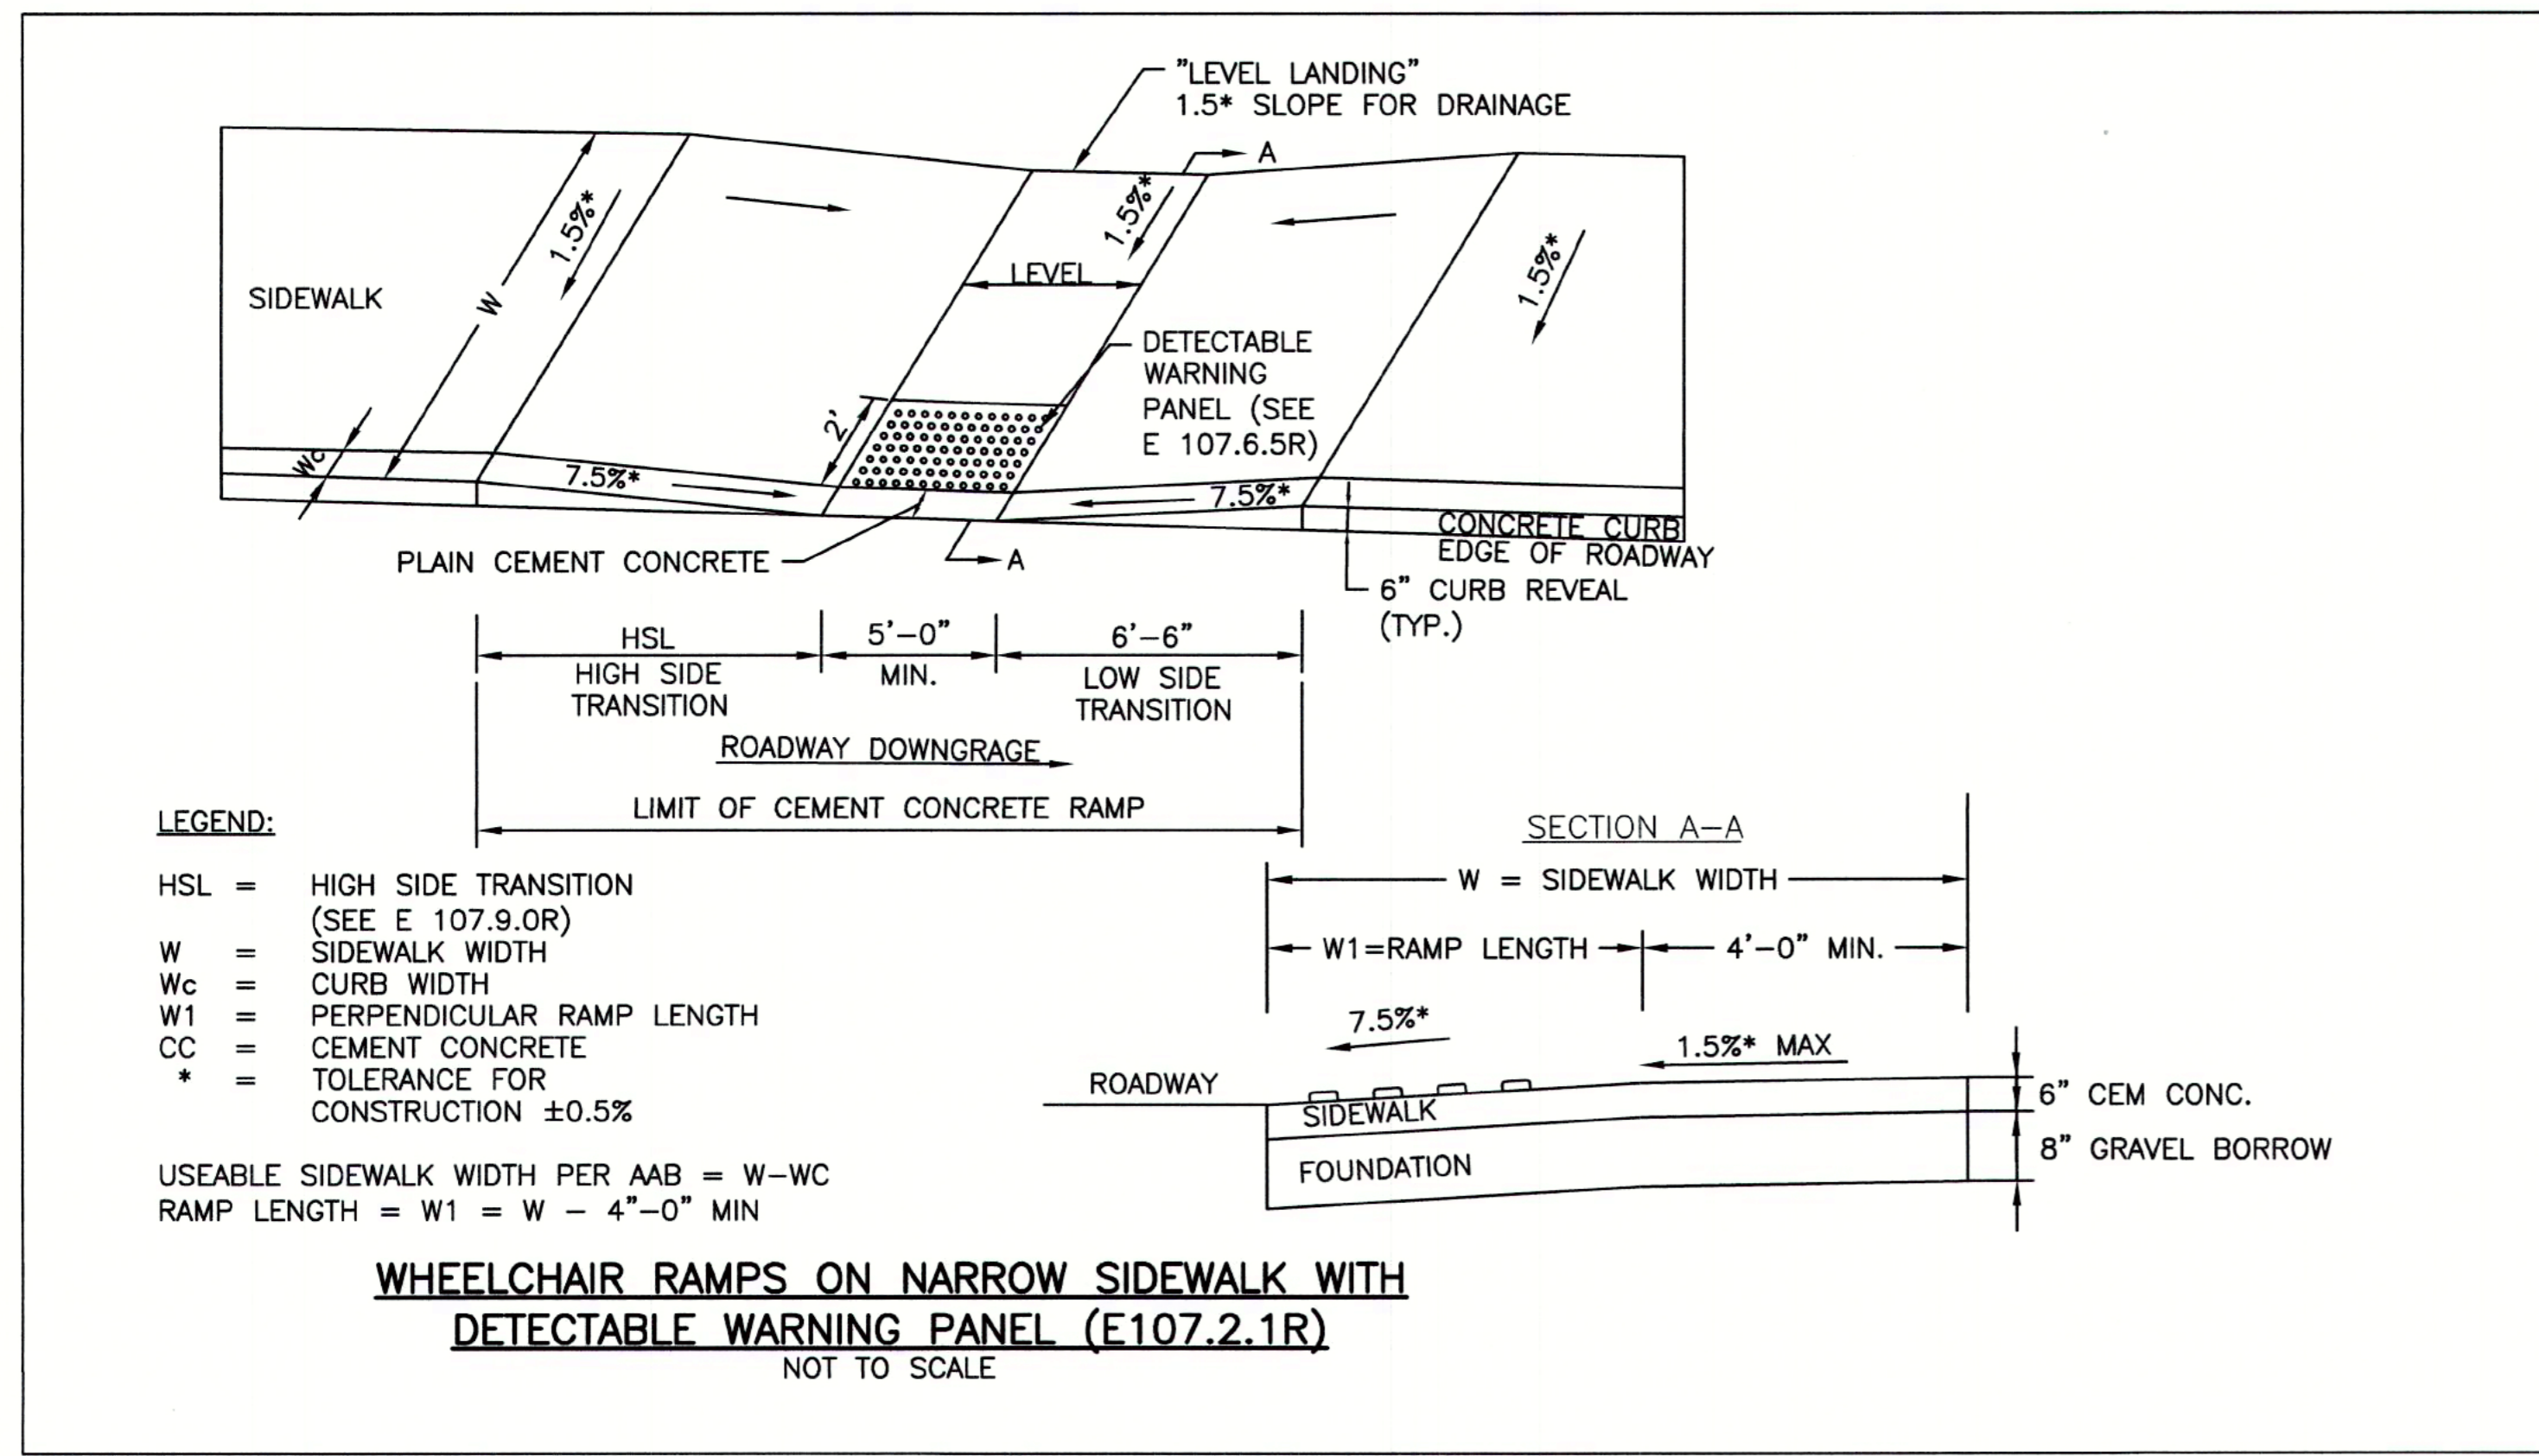 "LEVEL LANDING"
1.5* SLOPE FOR DRAINAGE
A
1.5%*
1.5%*
1.5%*
W
SIDEWALK
LEVEL
DETECTABLE
WARNING
PANEL (SEE
E 107.6.5R)
2'
Wc
7.5%*
7.5%*
CONCRETE CURB
EDGE OF ROADWAY
PLAIN CEMENT CONCRETE
A
6" CURB REVEAL
(TYP.)
HSL
HIGH SIDE
TRANSITION
5'-0"
MIN.
6'-6"
LOW SIDE
TRANSITION
ROADWAY DOWNGRAGE
LIMIT OF CEMENT CONCRETE RAMP
LEGEND:
HSL = HIGH SIDE TRANSITION
(SEE E 107.9.0R)
W = SIDEWALK WIDTH
Wc = CURB WIDTH
W1 = PERPENDICULAR RAMP LENGTH
CC = CEMENT CONCRETE
* = TOLERANCE FOR
CONSTRUCTION ±0.5%
USEABLE SIDEWALK WIDTH PER AAB = W-WC
RAMP LENGTH = W1 = W - 4"-0" MIN
SECTION A-A
W = SIDEWALK WIDTH
W1=RAMP LENGTH
4'-0" MIN.
7.5%*
1.5%* MAX
ROADWAY
SIDEWALK
FOUNDATION
6" CEM CONC.
8" GRAVEL BORROW
WHEELCHAIR RAMPS ON NARROW SIDEWALK WITH
DETECTABLE WARNING PANEL (E107.2.1R)
NOT TO SCALE